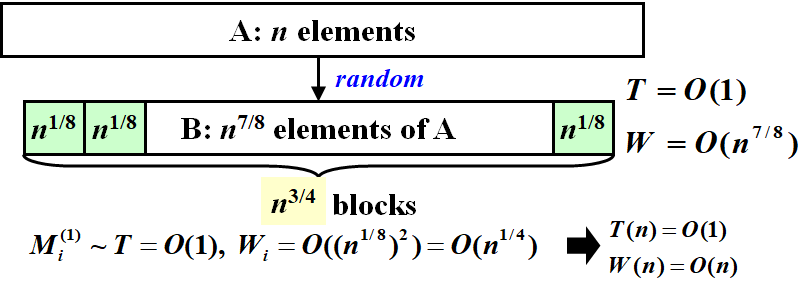 A: n elements
random
n^{1/8} n^{1/8} B: n^{7/8} elements of A n^{1/8}
T = O(1)
W = O(n^{7/8})
n^{3/4} blocks
M_i^{(1)} ~ T = O(1), W_i = O((n^{1/8})^2) = O(n^{1/4})
T(n) = O(1)
W(n) = O(n)